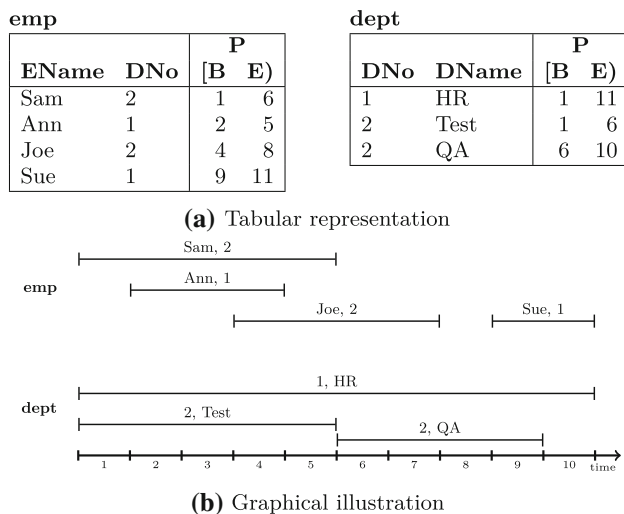 emp
P
EName DNo [B E)
Sam 2 1 6
Ann 1 2 5
Joe 2 4 8
Sue 1 9 11
dept
P
DNo DName [B E)
1 HR 1 11
2 Test 1 6
2 QA 6 10
(a) Tabular representation
Sam, 2
emp
Ann, 1
Joe, 2 Sue, 1
1, HR
dept
2, Test
2, QA
1 2 3 4 5 6 7 8 9 10 time
(b) Graphical illustration